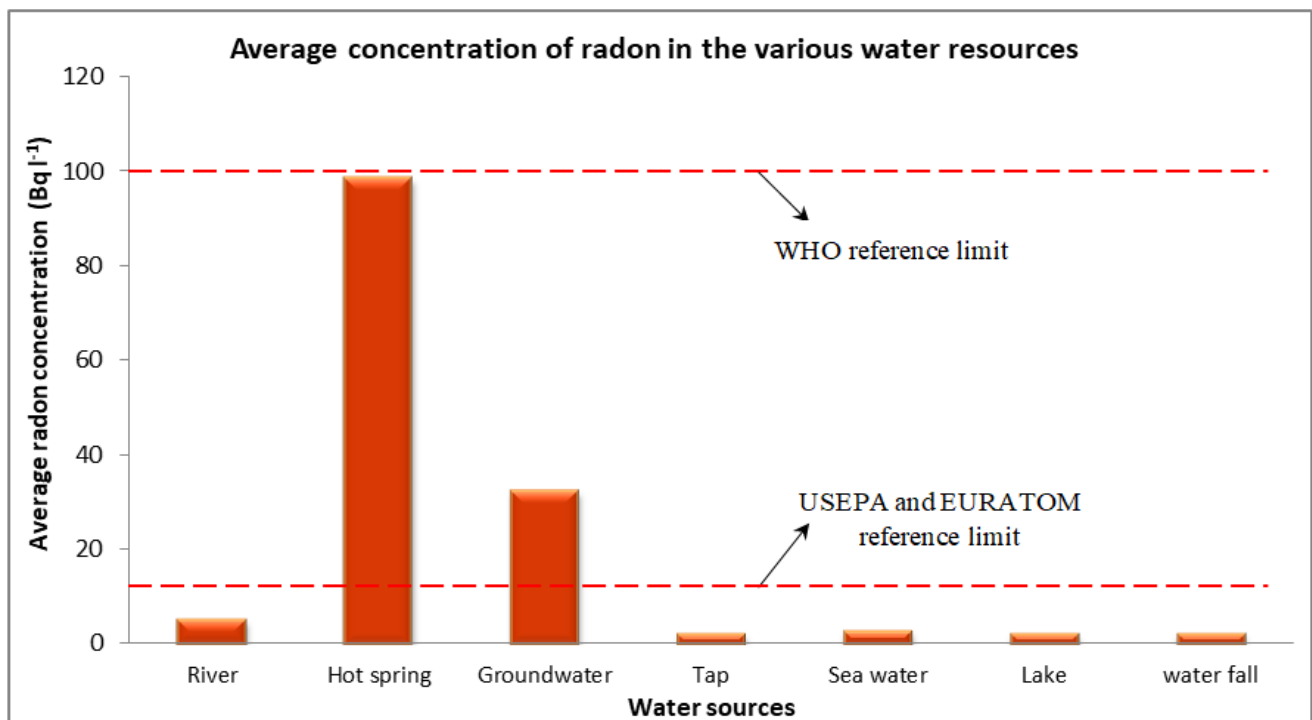 Average concentration of radon in the various water resources
Average radon concentration (Bq l⁻¹)
120
100
80
60
40
20
0
WHO reference limit
USEPA and EURATOM
reference limit
River Hot spring Groundwater Tap Sea water Lake water fall
Water sources